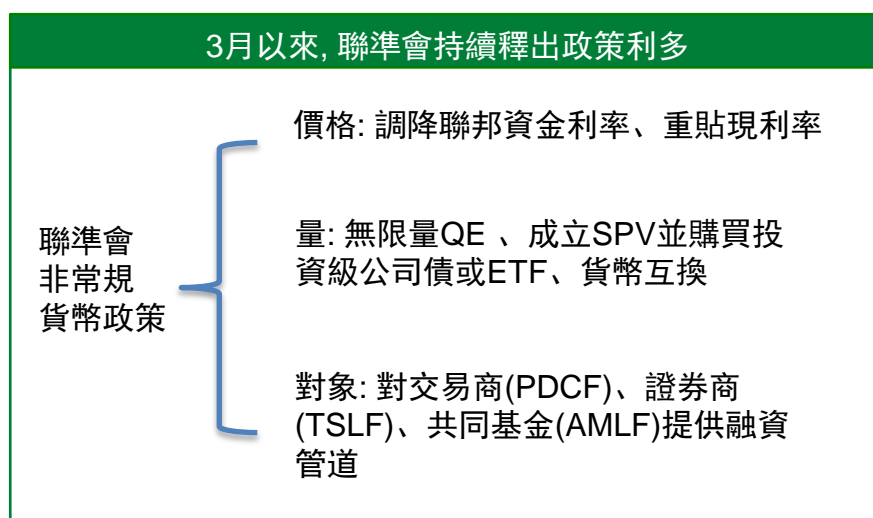 3月以來, 聯準會持續釋出政策利多
價格: 調降聯邦資金利率、重貼現利率
聯準會
非常規
貨幣政策
量: 無限量QE 、成立SPV並購買投
資級公司債或ETF、貨幣互換
對象: 對交易商(PDCF)、證券商
(TSLF)、共同基金(AMLF)提供融資
管道